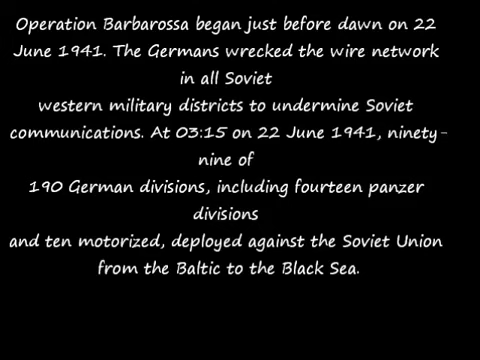 Operation Barbarossa began just before dawn on 22
June 1941. The Germans wrecked the wire network
in all Soviet
western military districts to undermine Soviet
communications. At 03:15 on 22 June 1941, ninety-
nine of
190 German divisions, including fourteen panzer
divisions
and ten motorized, deployed against the Soviet Union
from the Baltic to the Black Sea.